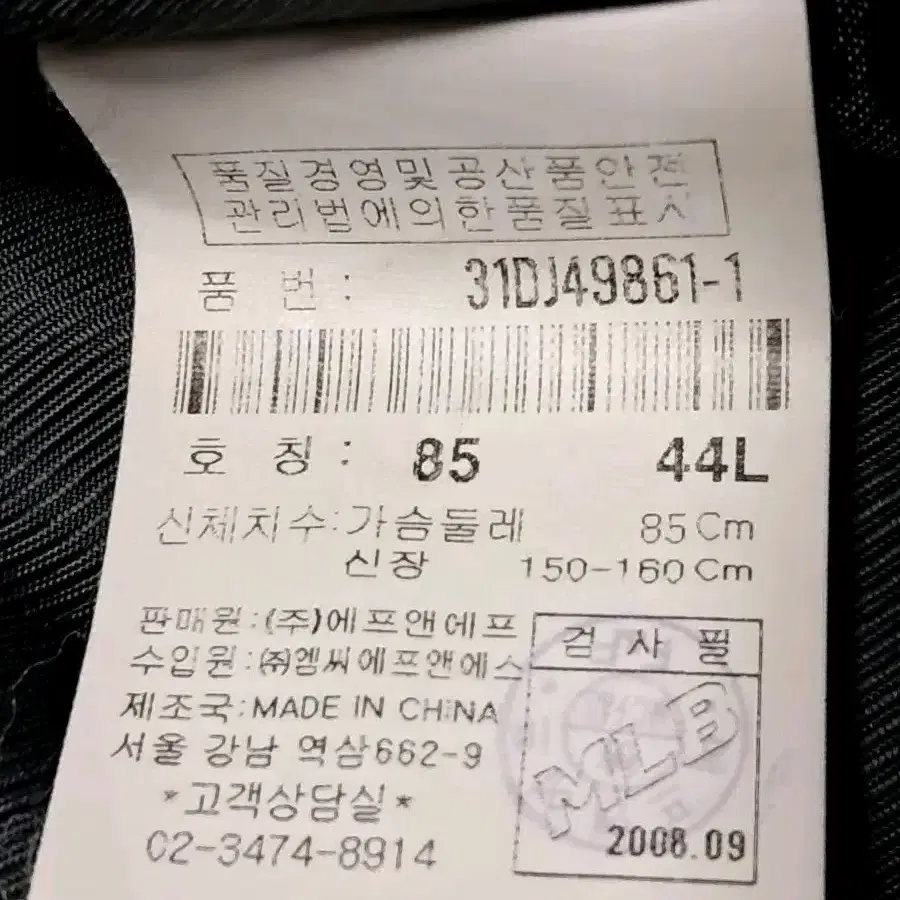 품질경영및공산품안전
관리법에의한품질표시
품 번 : 31DJ49861-1
호 칭 : 85 44L
신체치수:가슴둘레 85Cm
신장 150-160Cm
판매원:(주)에프앤에프
수입원:㈜엠씨에프앤에스
제조국:MADE IN CHINA
서울 강남 역삼662-9
*고객상담실*
02-3474-8914
검 사 필
MLB
2008.09